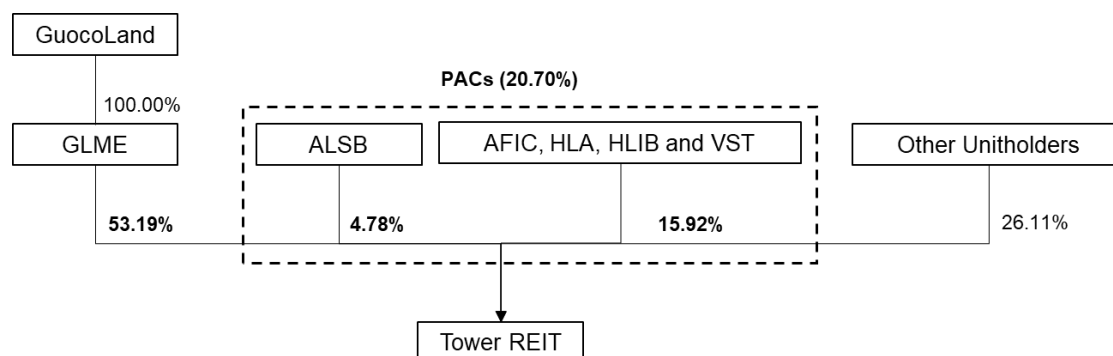 GuocoLand
PACs (20.70%)
100.00%
GLME
ALSB
AFIC, HLA, HLIB and VST
Other Unitholders
53.19%
4.78%
15.92%
26.11%
Tower REIT